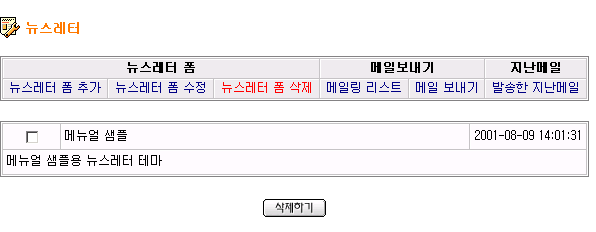 뉴스레터
뉴스레터 폼 메일보내기 지난메일
뉴스레터 폼 추가 뉴스레터 폼 수정 뉴스레터 폼 삭제 메일링 리스트 메일 보내기 발송한 지난메일
메뉴얼 샘플 2001-08-09 14:01:31
메뉴얼 샘플용 뉴스레터 테마
삭제하기